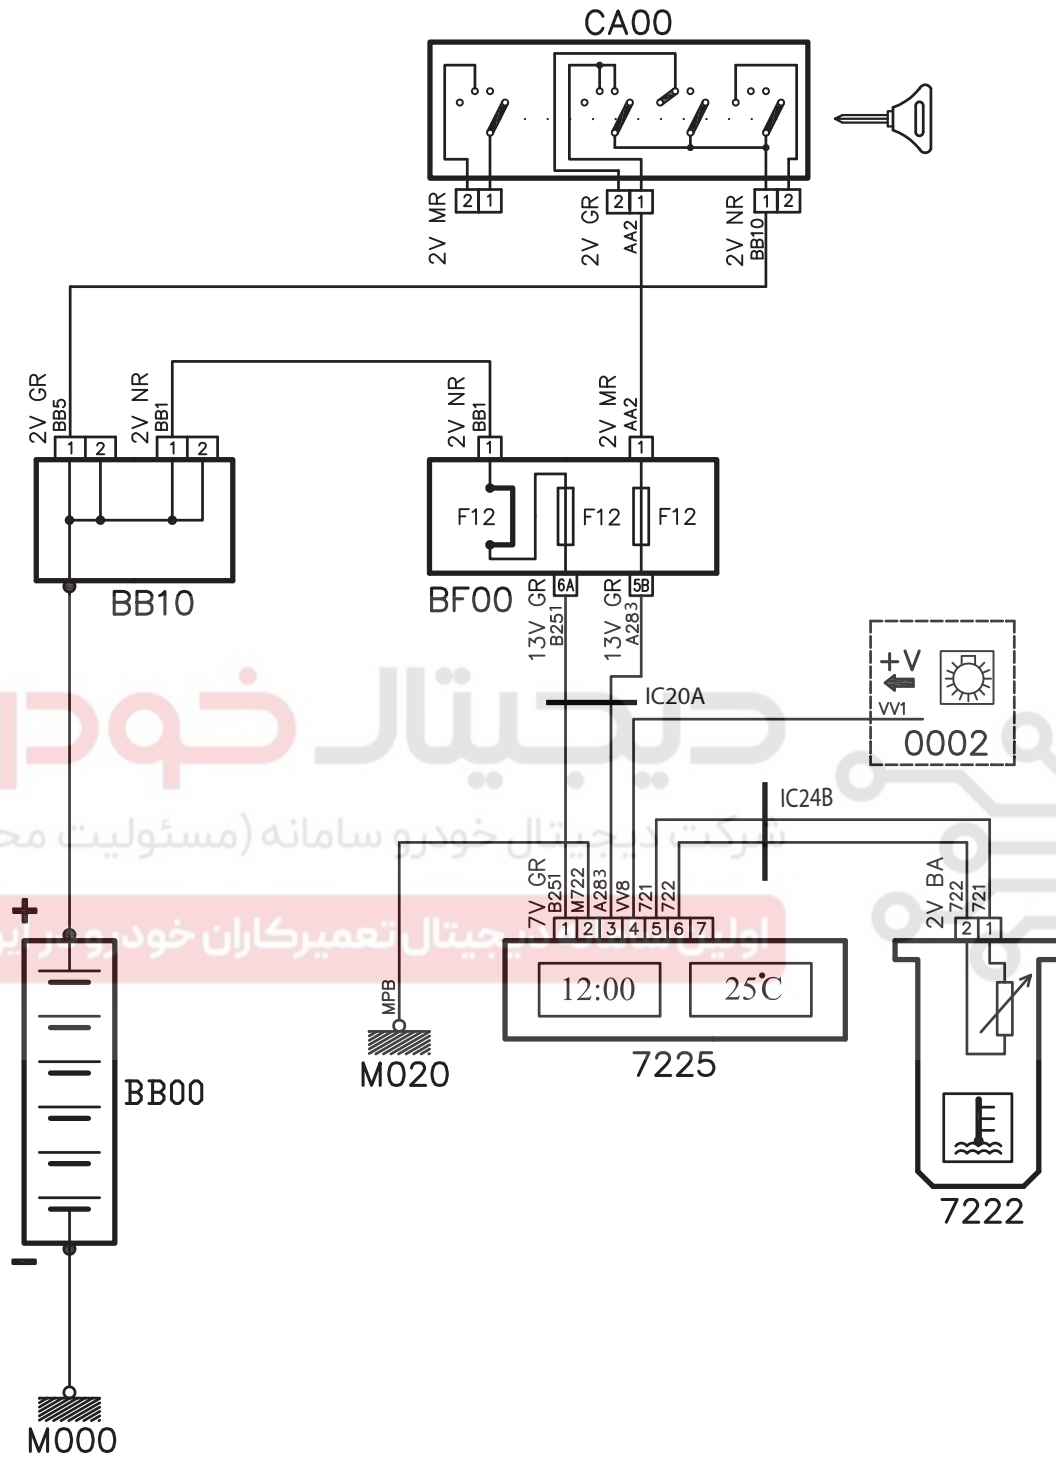 CA00
2 1
2 1
1 2
2V MR
2V GR
AA2
2V NR
BB10
2V GR
BB5
2V NR
BB1
2V NR
BB1
2V MR
AA2
1 2
1 2
1
1
F12
F12
F12
BB10
BF00
6A
5B
13V GR
B251
13V GR
A283
+V
VV1
0002
IC20A
دیجیتال خودرو
IC24B
شرکت دیجیتال خودرو سامانه (مسئولیت مح
7V GR
B251
M722
A283
VV8
721
722
2V BA
722
721
1 2 3 4 5 6 7
2 1
اولین سامانه دیجیتال تعمیرکاران خودرو در ایر
+
12:00
25°C
MPB
M020
7225
BB00
7222
-
M000